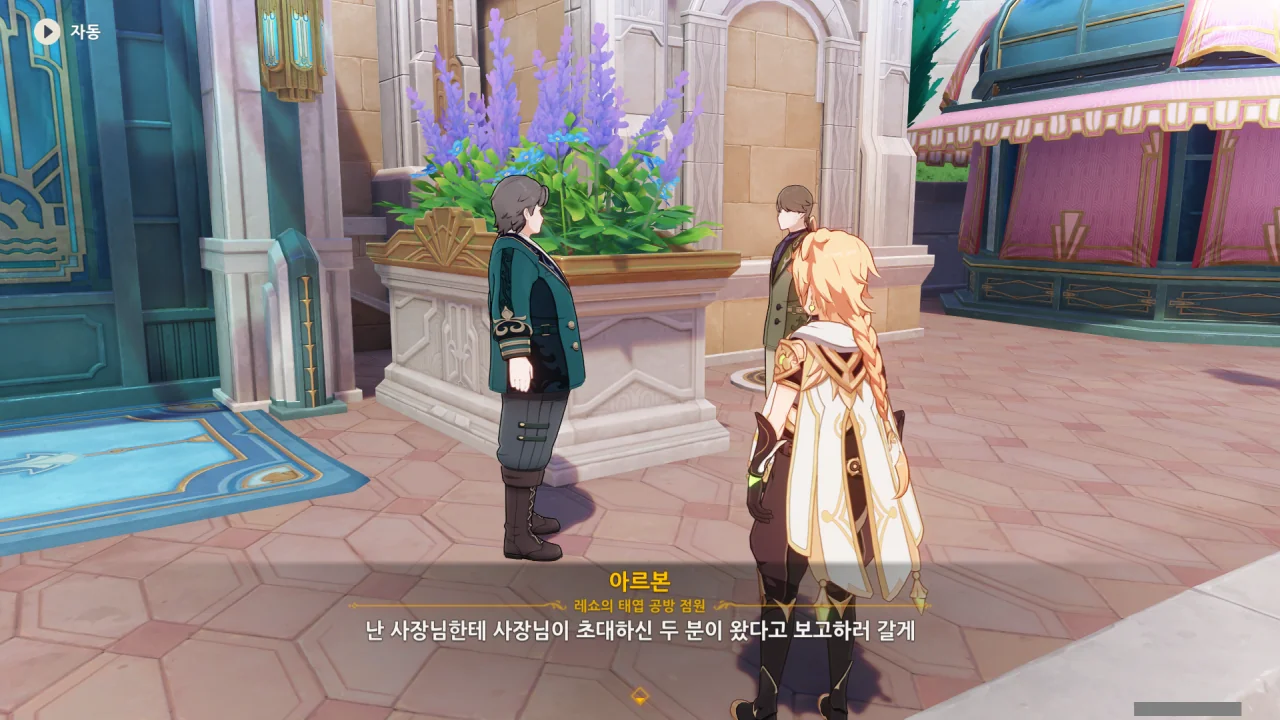 자동
아르본
레쇼의 태엽 공방 점원
난 사장님한테 사장님이 초대하신 두 분이 왔다고 보고하러 갈게